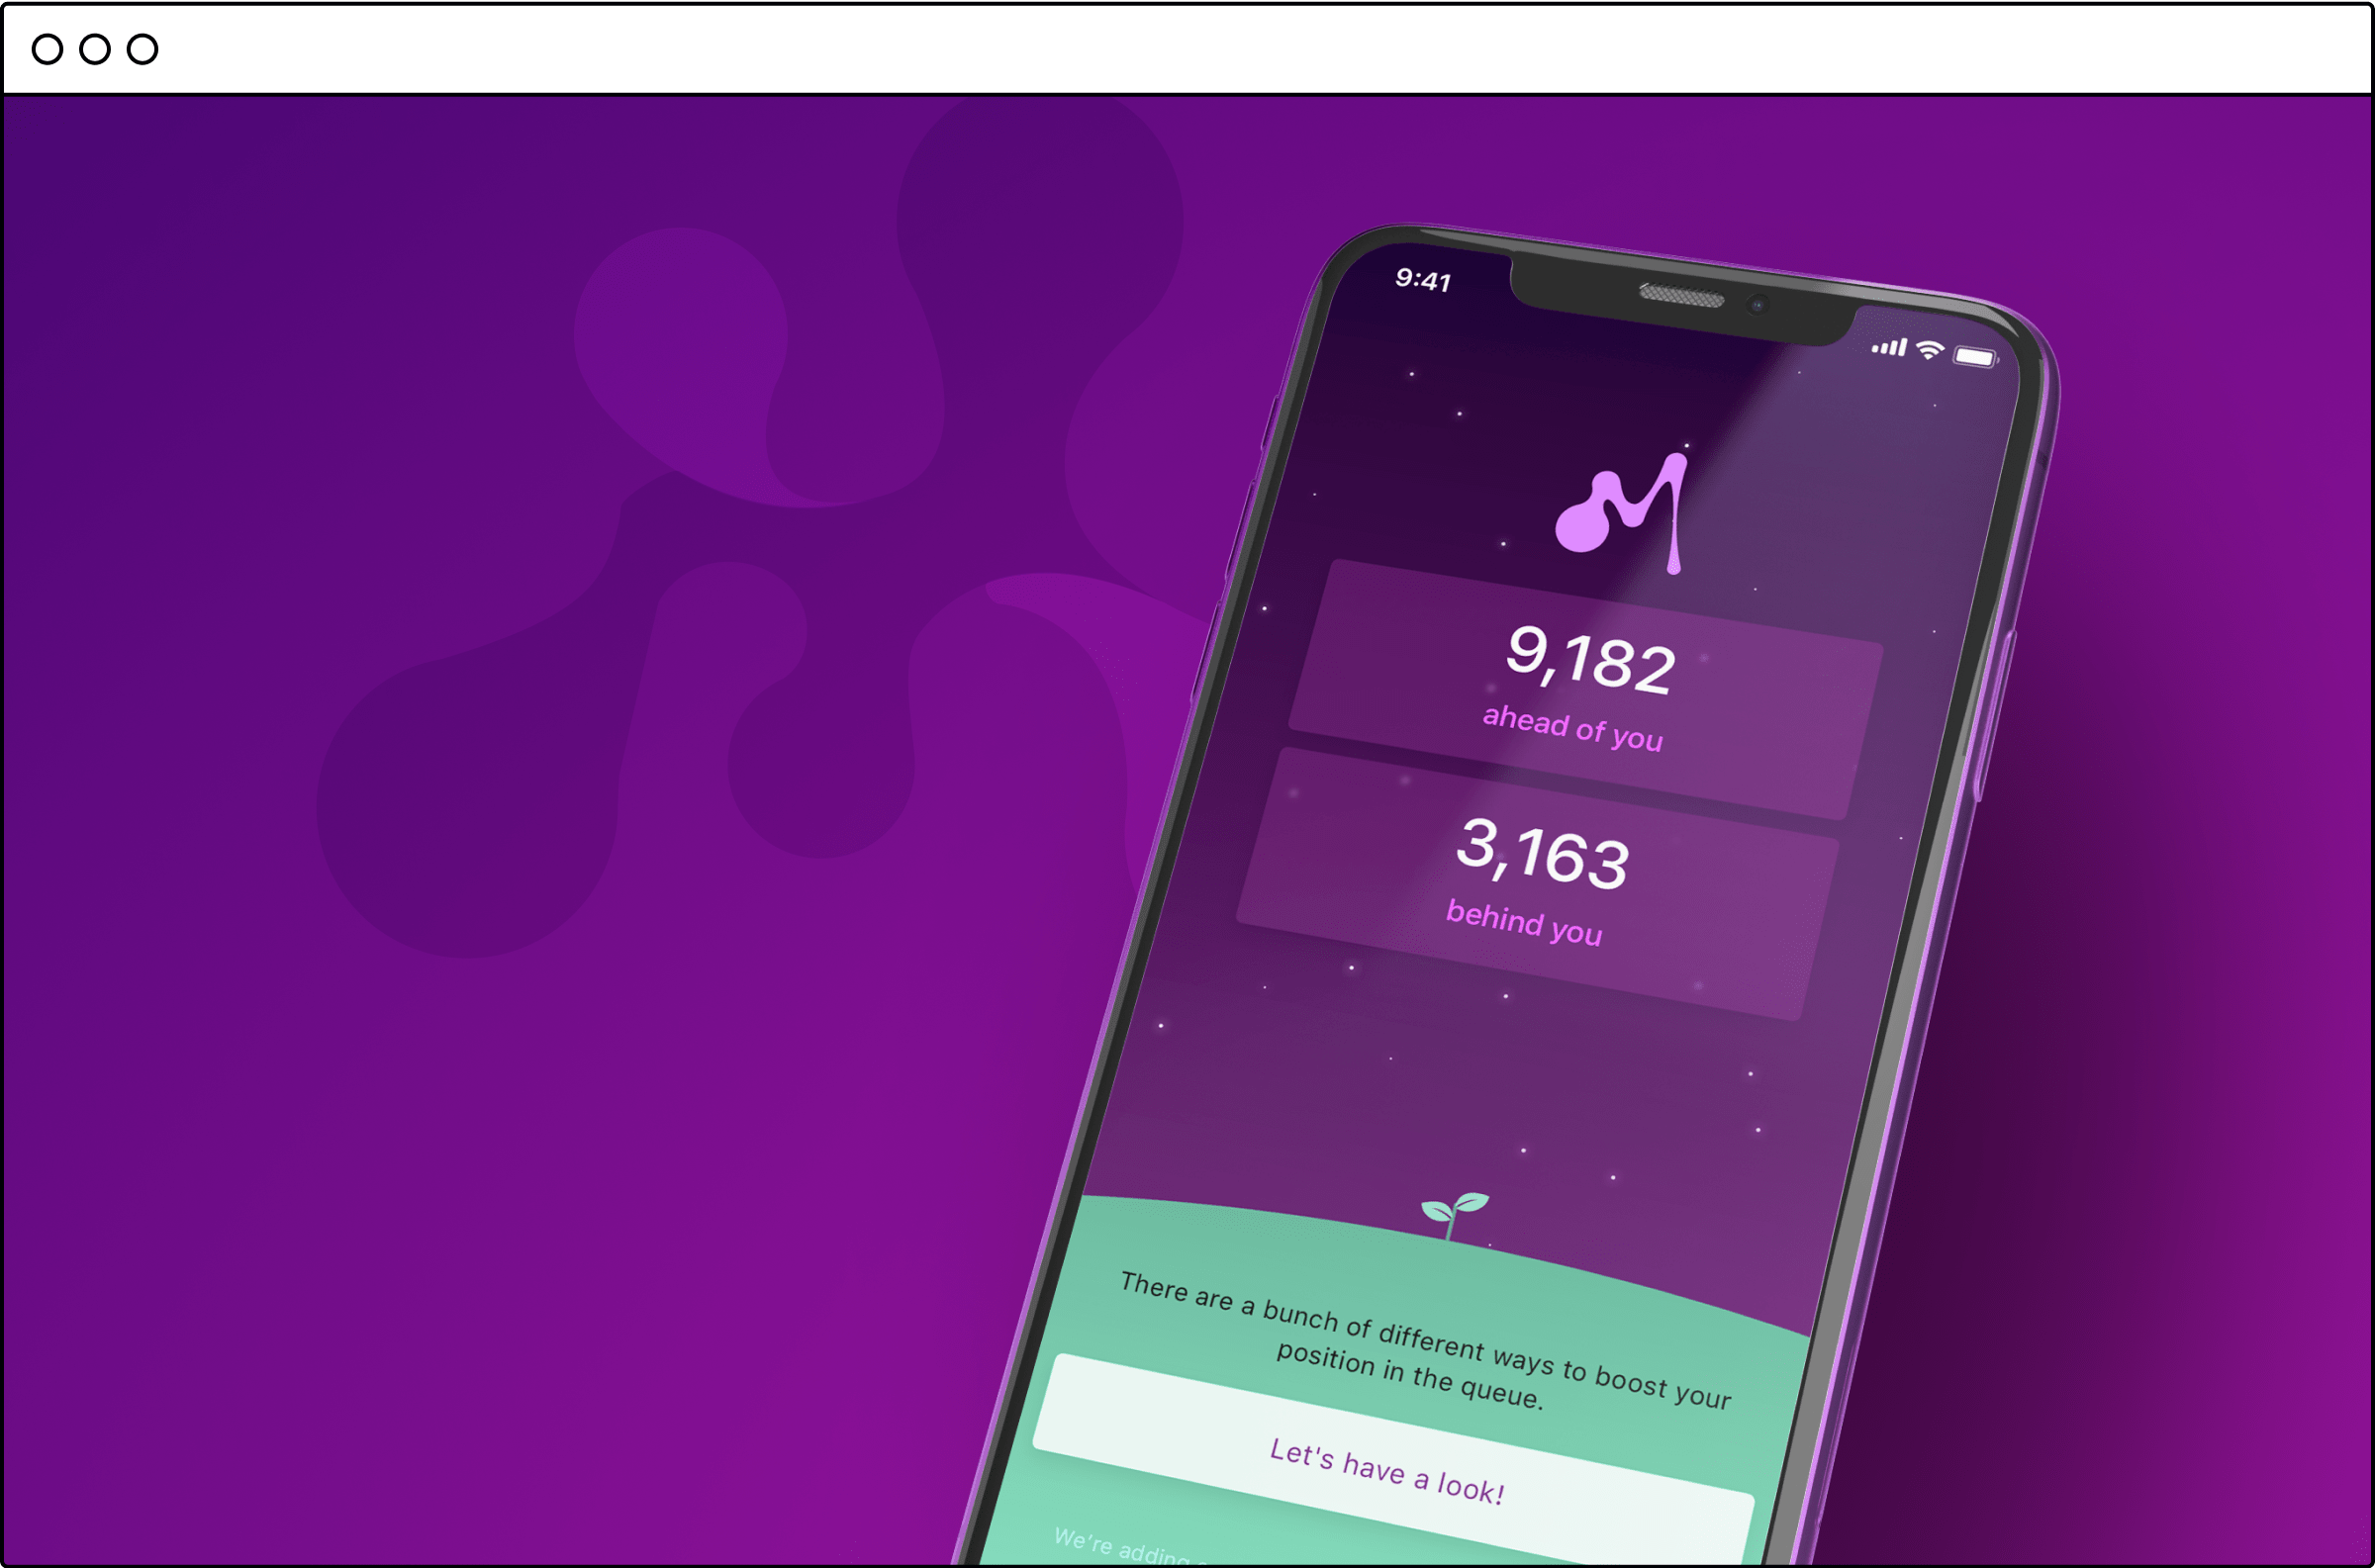 9:41
9,182
ahead of you
3,163
behind you
There are a bunch of different ways to boost your
position in the queue.
Let's have a look!
We're adding